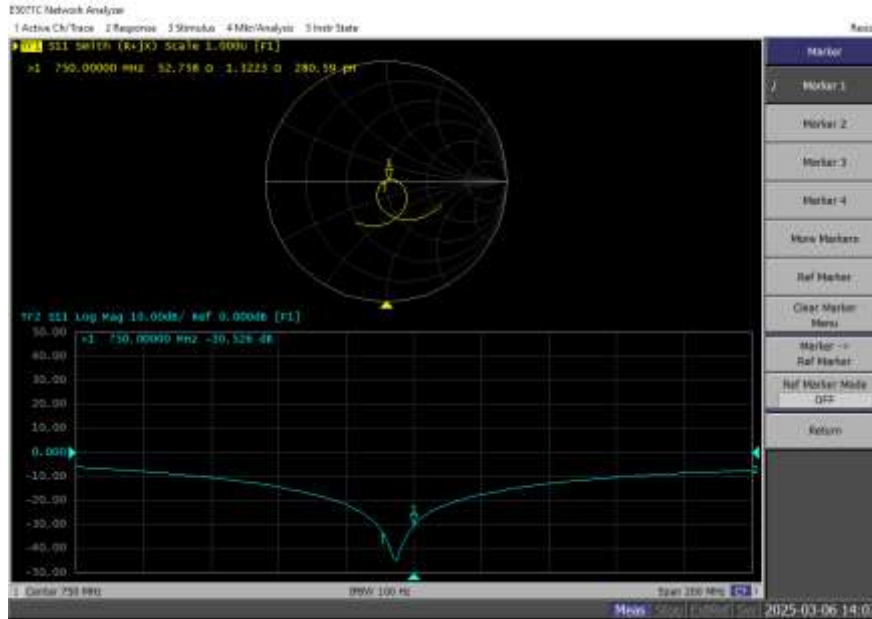 E5071C Network Analyzer
1 Active Ch/Trace 2 Response 3 Stimulus 4 Mkr/Analysis 5 Instr State
Tr1 S11 Smith (R+jX) Scale 1.000U [F1]
>1 750.00000 MHz 52.758 Ω 1.3223 Ω 280.59 pH
Tr2 S11 Log Mag 10.00dB/ Ref 0.000dB [F1]
>1 750.00000 MHz -30.526 dB
50.00
40.00
30.00
20.00
10.00
0.000
-10.00
-20.00
-30.00
-40.00
-50.00
1 Center 750 MHz IFBW 100 Hz Span 200 MHz
Meas Stop ExtRef Svc 2025-03-06 14:0
Marker
Marker 1
Marker 2
Marker 3
Marker 4
More Markers
Ref Marker
Clear Marker
Menu
Marker ->
Ref Marker
Ref Marker Mode
OFF
Return